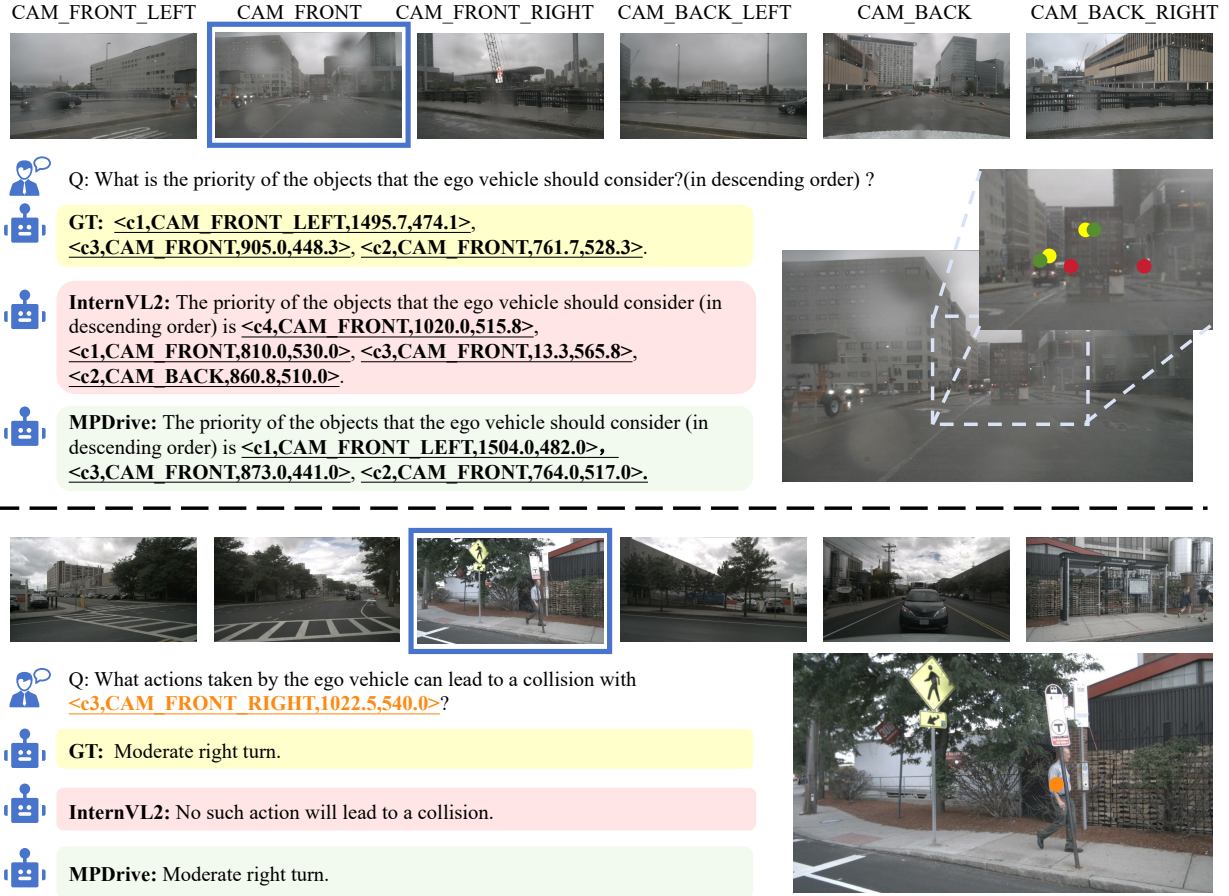 CAM_FRONT_LEFT CAM_FRONT CAM_FRONT_RIGHT CAM_BACK_LEFT CAM_BACK CAM_BACK_RIGHT
Q: What is the priority of the objects that the ego vehicle should consider?(in descending order) ?
GT: <c1,CAM_FRONT_LEFT,1495.7,474.1>,
<c3,CAM_FRONT,905.0,448.3>, <c2,CAM_FRONT,761.7,528.3>.
InternVL2: The priority of the objects that the ego vehicle should consider (in
descending order) is <c4,CAM_FRONT,1020.0,515.8>,
<c1,CAM_FRONT,810.0,530.0>, <c3,CAM_FRONT,13.3,565.8>,
<c2,CAM_BACK,860.8,510.0>.
MPDrive: The priority of the objects that the ego vehicle should consider (in
descending order) is <c1,CAM_FRONT_LEFT,1504.0,482.0>,
<c3,CAM_FRONT,873.0,441.0>, <c2,CAM_FRONT,764.0,517.0>.
Q: What actions taken by the ego vehicle can lead to a collision with
<c3,CAM_FRONT_RIGHT,1022.5,540.0>?
GT: Moderate right turn.
InternVL2: No such action will lead to a collision.
MPDrive: Moderate right turn.
T